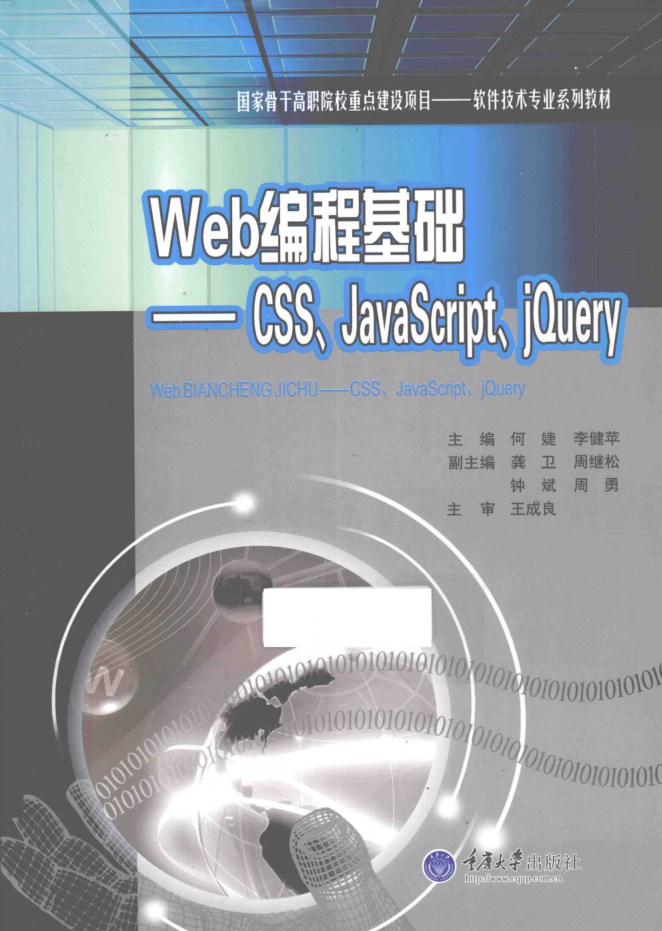 国家骨干高职院校重点建设项目——软件技术专业系列教材
Web编程基础
—— CSS、JavaScript、jQuery
Web BIANCHENG JICHU——CSS、JavaScript、jQuery
主 编 何 婕 李健苹
副主编 龚 卫 周继松
钟 斌 周 勇
主 审 王成良
W
重庆大学出版社
http://www.cqup.com.cn